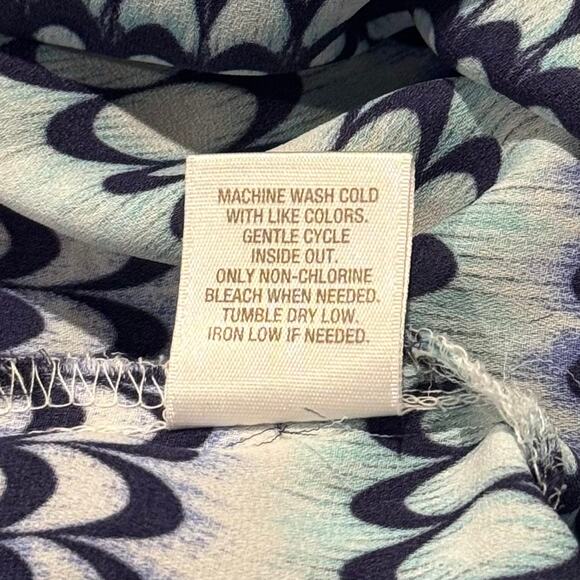 MACHINE WASH COLD
WITH LIKE COLORS.
GENTLE CYCLE
INSIDE OUT.
ONLY NON-CHLORINE
BLEACH WHEN NEEDED.
TUMBLE DRY LOW.
IRON LOW IF NEEDED.